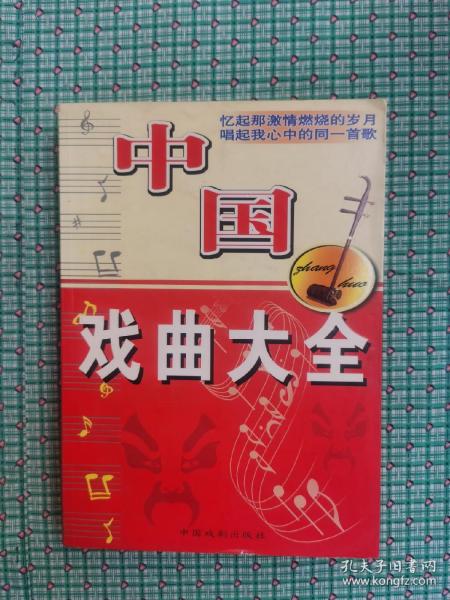 忆起那激情燃烧的岁月
唱起我心中的同一首歌
中
国
zhang
huo
戏曲大全
中国戏剧出版社
孔夫子旧书网
www.kongfz.com